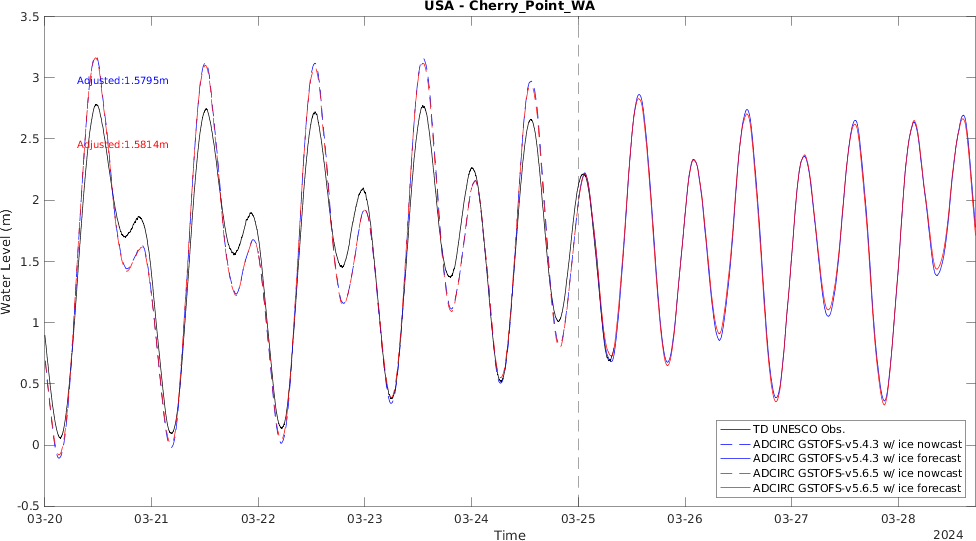 USA - Cherry_Point_WA
3.5
3
2.5
2
1.5
1
0.5
0
-0.5
Water Level (m)
Adjusted:1.5795m
Adjusted:1.5814m
TD UNESCO Obs.
ADCIRC GSTOFS-v5.4.3 w/ ice nowcast
ADCIRC GSTOFS-v5.4.3 w/ ice forecast
ADCIRC GSTOFS-v5.6.5 w/ ice nowcast
ADCIRC GSTOFS-v5.6.5 w/ ice forecast
03-20 03-21 03-22 03-23 03-24 03-25 03-26 03-27 03-28
Time
2024